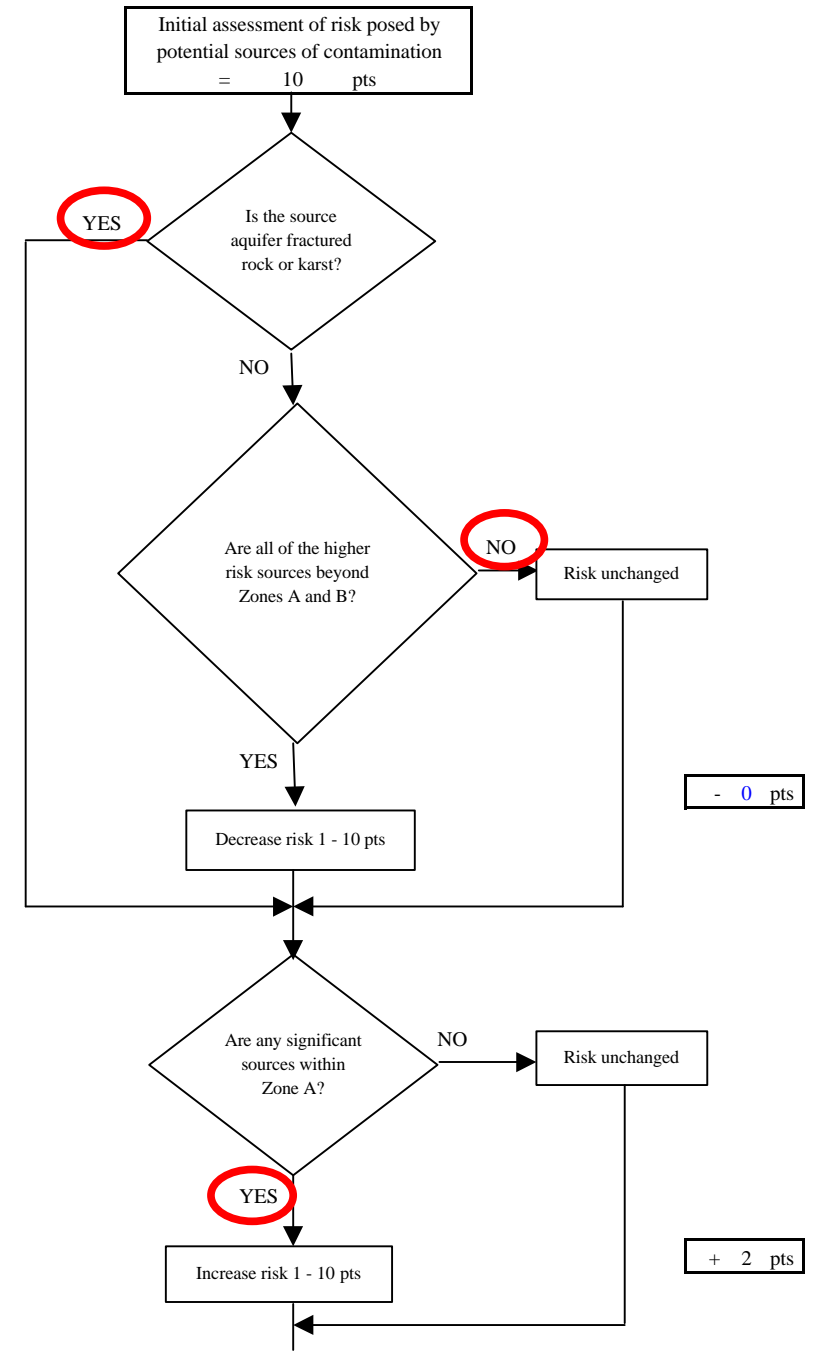 Initial assessment of risk posed by
potential sources of contamination
= 10 pts
YES
Is the source
aquifer fractured
rock or karst?
NO
Are all of the higher
risk sources beyond
Zones A and B?
NO
Risk unchanged
YES
- 0 pts
Decrease risk 1 - 10 pts
Are any significant
sources within
Zone A?
NO
Risk unchanged
YES
+ 2 pts
Increase risk 1 - 10 pts